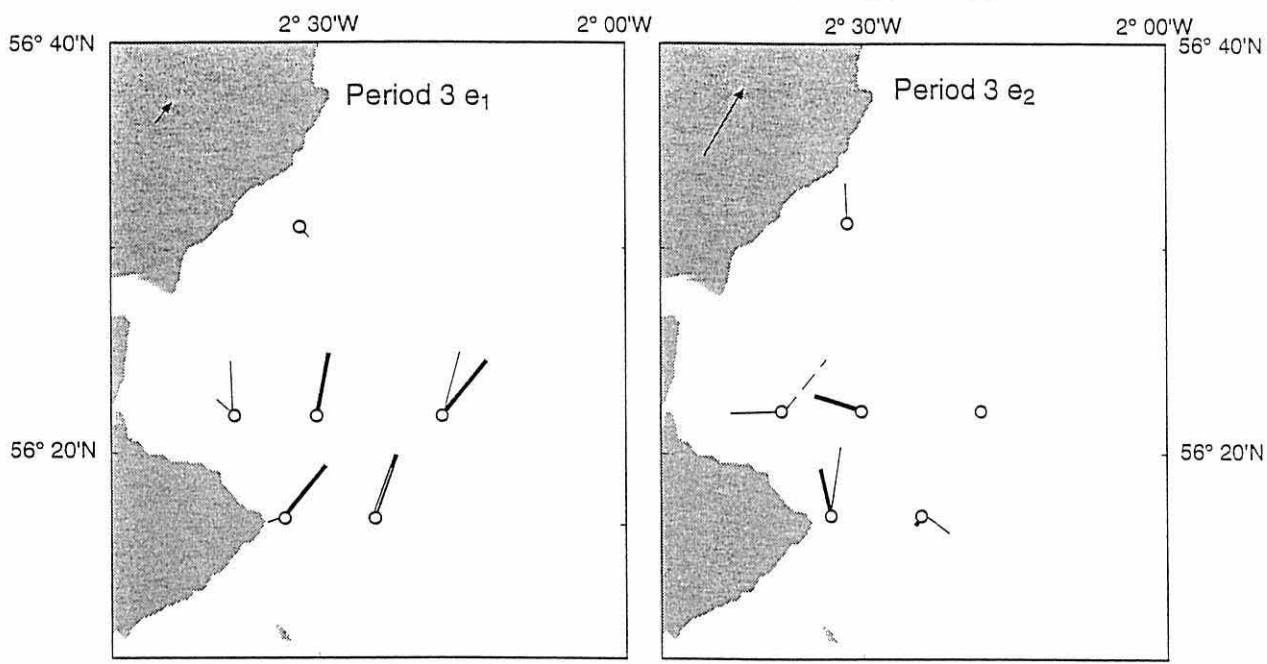 2° 30'W 2° 00'W 2° 30'W 2° 00'W
56° 40'N 56° 40'N
Period 3 e₁ Period 3 e₂
56° 20'N 56° 20'N